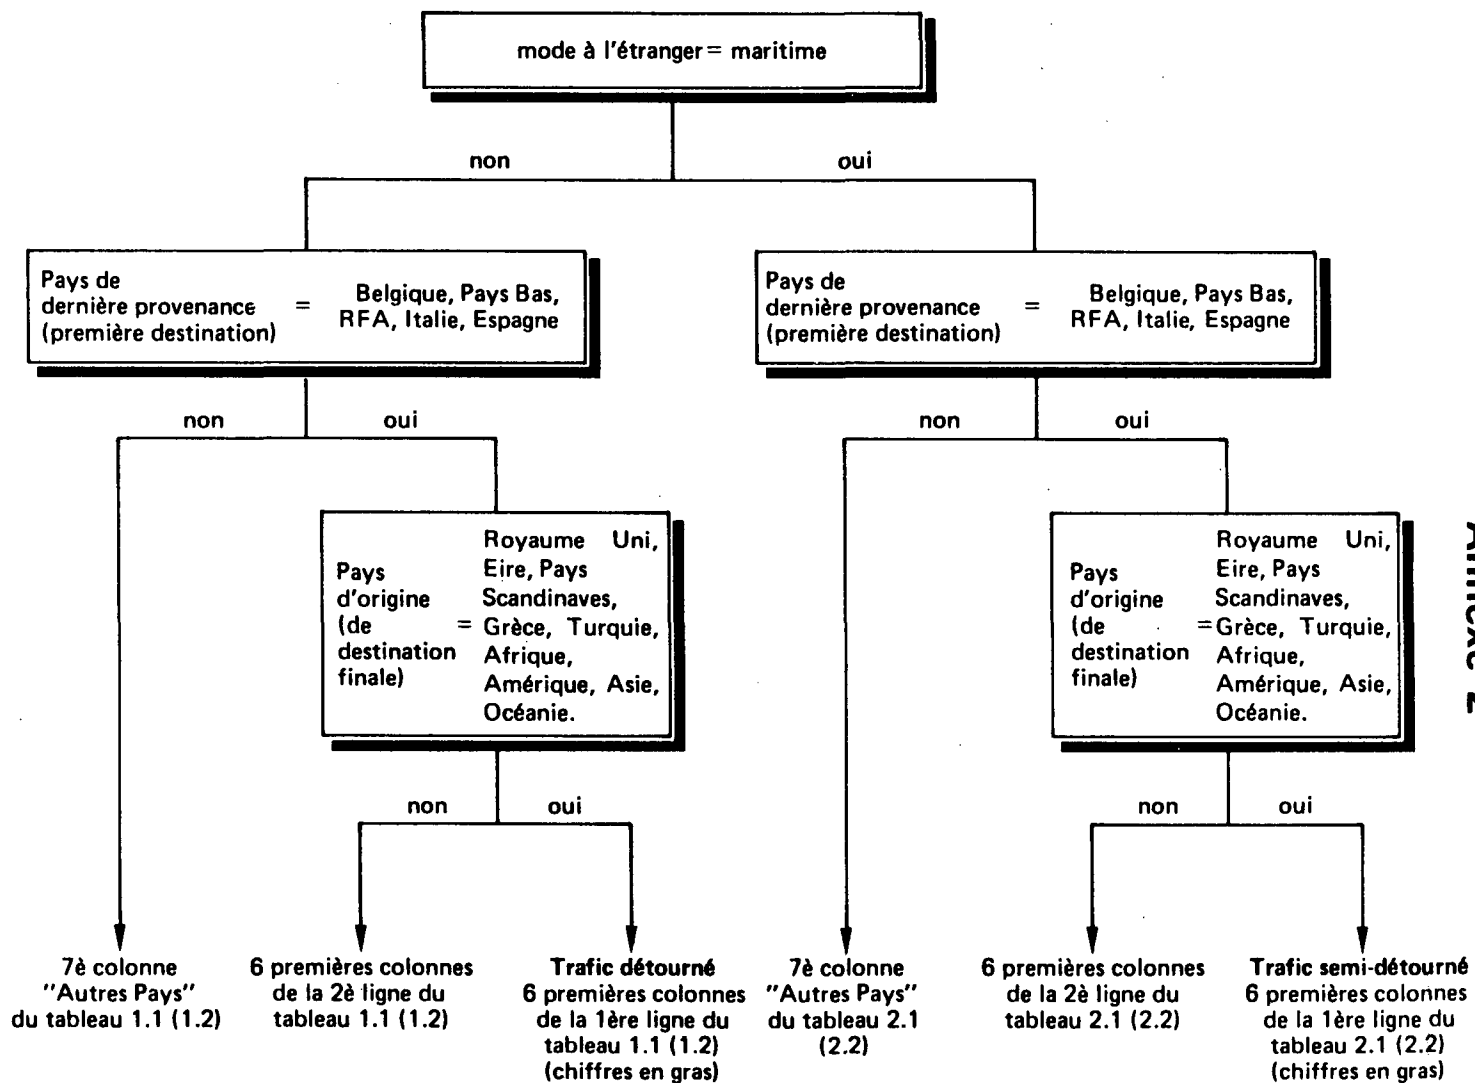 mode à l'étranger = maritime
non
oui
Pays de
dernière provenance
(première destination)
=
Belgique, Pays Bas,
RFA, Italie, Espagne
Pays de
dernière provenance
(première destination)
=
Belgique, Pays Bas,
RFA, Italie, Espagne
non
oui
non
oui
Pays
d'origine
(de
destination
finale)
=
Royaume Uni,
Eire, Pays
Scandinaves,
Grèce, Turquie,
Afrique,
Amérique, Asie,
Océanie.
Pays
d'origine
(de
destination
finale)
=
Royaume Uni,
Eire, Pays
Scandinaves,
Grèce, Turquie,
Afrique,
Amérique, Asie,
Océanie.
non
oui
non
oui
7è colonne
"Autres Pays"
du tableau 1.1 (1.2)
6 premières colonnes
de la 2è ligne du
tableau 1.1 (1.2)
Trafic détourné
6 premières colonnes
de la 1ère ligne du
tableau 1.1 (1.2)
(chiffres en gras)
7è colonne
"Autres Pays"
du tableau 2.1
(2.2)
6 premières colonnes
de la 2è ligne du
tableau 2.1 (2.2)
Trafic semi-détourné
6 premières colonnes
de la 1ère ligne du
tableau 2.1 (2.2)
(chiffres en gras)